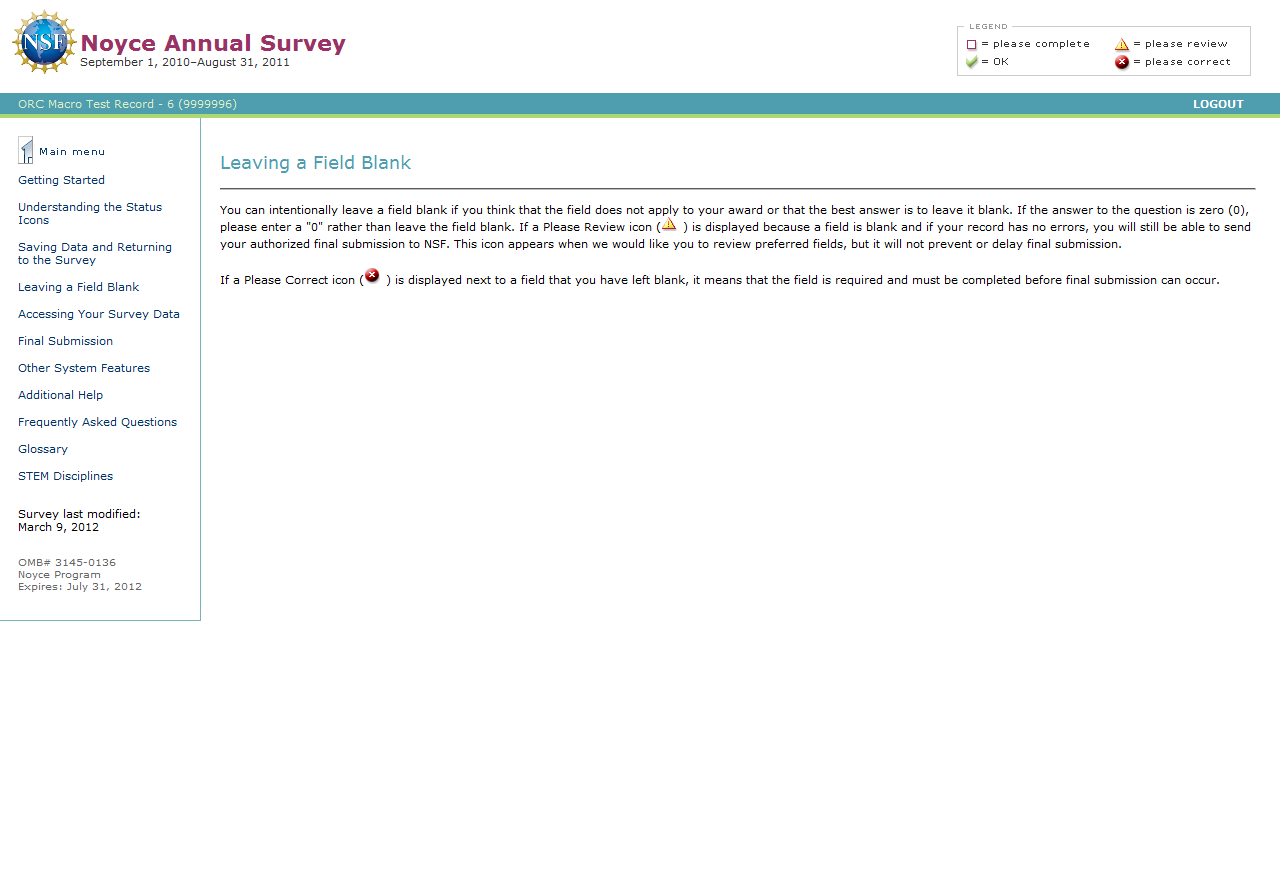 NSF
Noyce Annual Survey
September 1, 2010–August 31, 2011
LEGEND
= please complete
= please review
= OK
= please correct
ORC Macro Test Record - 6 (9999996)
LOGOUT
Main menu
Getting Started
Understanding the Status
Icons
Saving Data and Returning
to the Survey
Leaving a Field Blank
Accessing Your Survey Data
Final Submission
Other System Features
Additional Help
Frequently Asked Questions
Glossary
STEM Disciplines
Survey last modified:
March 9, 2012
OMB# 3145-0136
Noyce Program
Expires: July 31, 2012
Leaving a Field Blank
You can intentionally leave a field blank if you think that the field does not apply to your award or that the best answer is to leave it blank. If the answer to the question is zero (0),
please enter a "0" rather than leave the field blank. If a Please Review icon ( ) is displayed because a field is blank and if your record has no errors, you will still be able to send
your authorized final submission to NSF. This icon appears when we would like you to review preferred fields, but it will not prevent or delay final submission.
If a Please Correct icon ( ) is displayed next to a field that you have left blank, it means that the field is required and must be completed before final submission can occur.